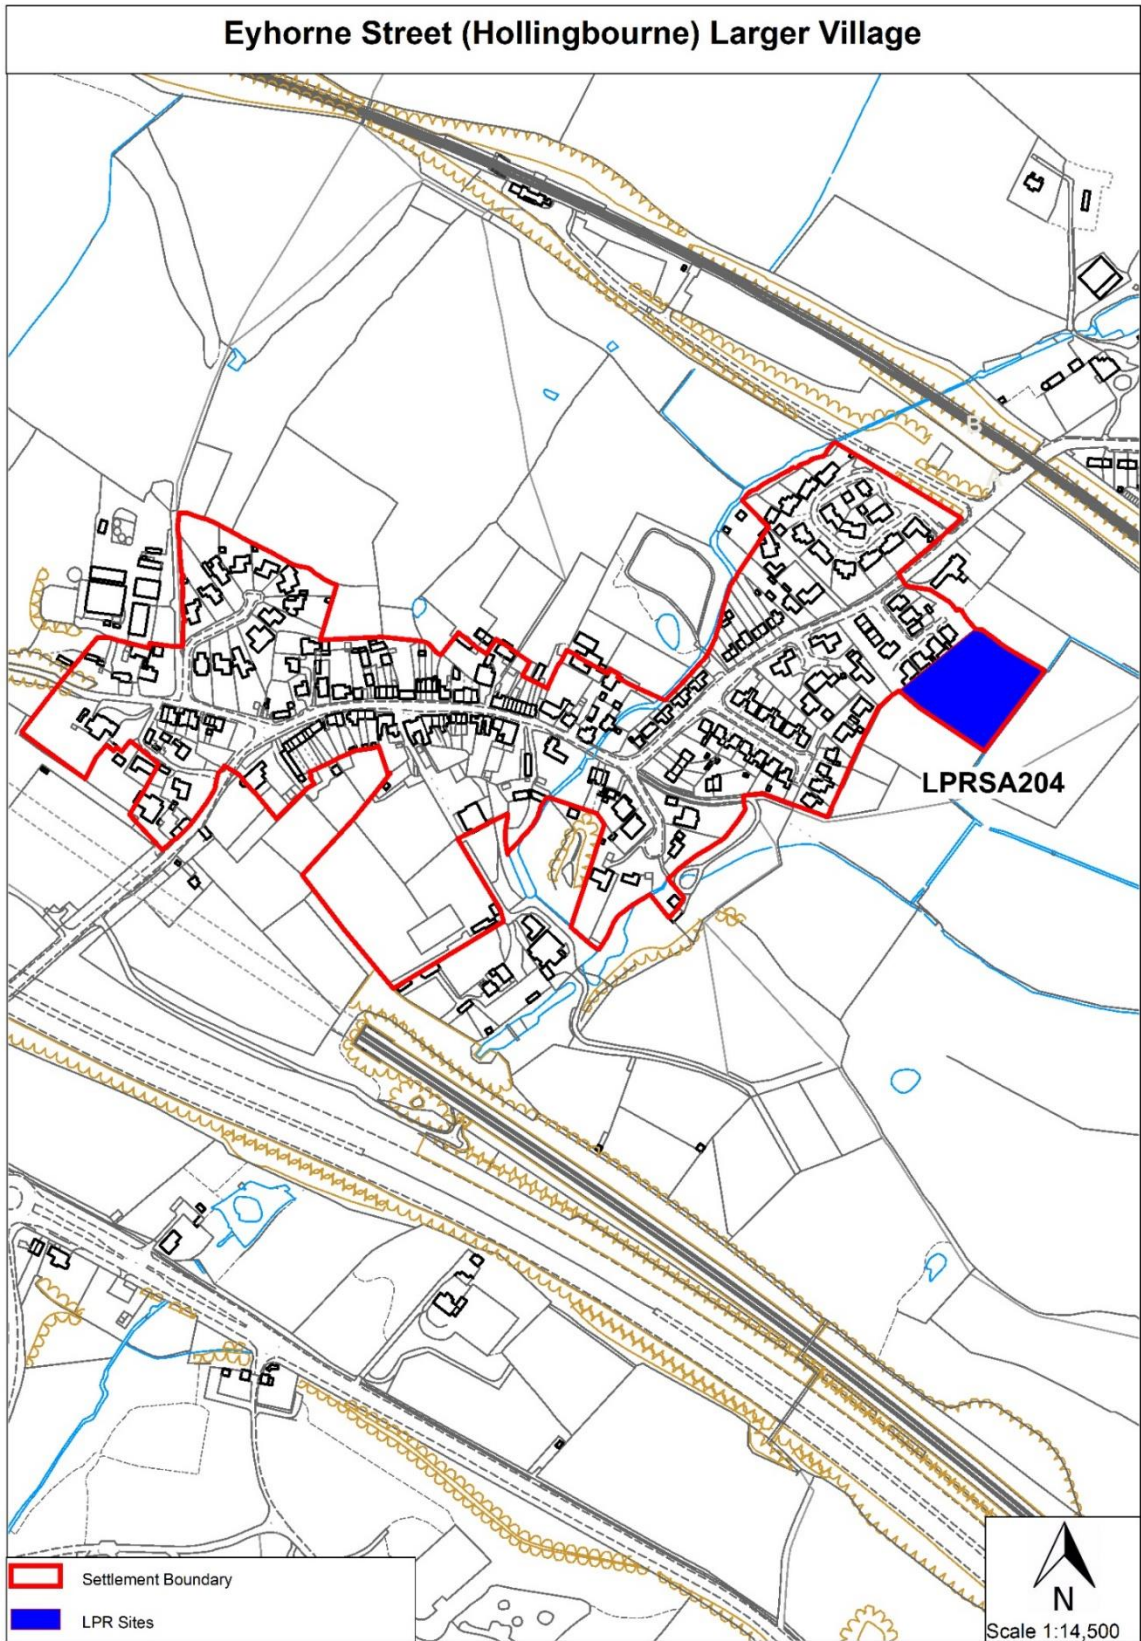 Eyhorne Street (Hollingbourne) Larger Village
B
LPRSA204
Settlement Boundary
LPR Sites
N
Scale 1:14,500